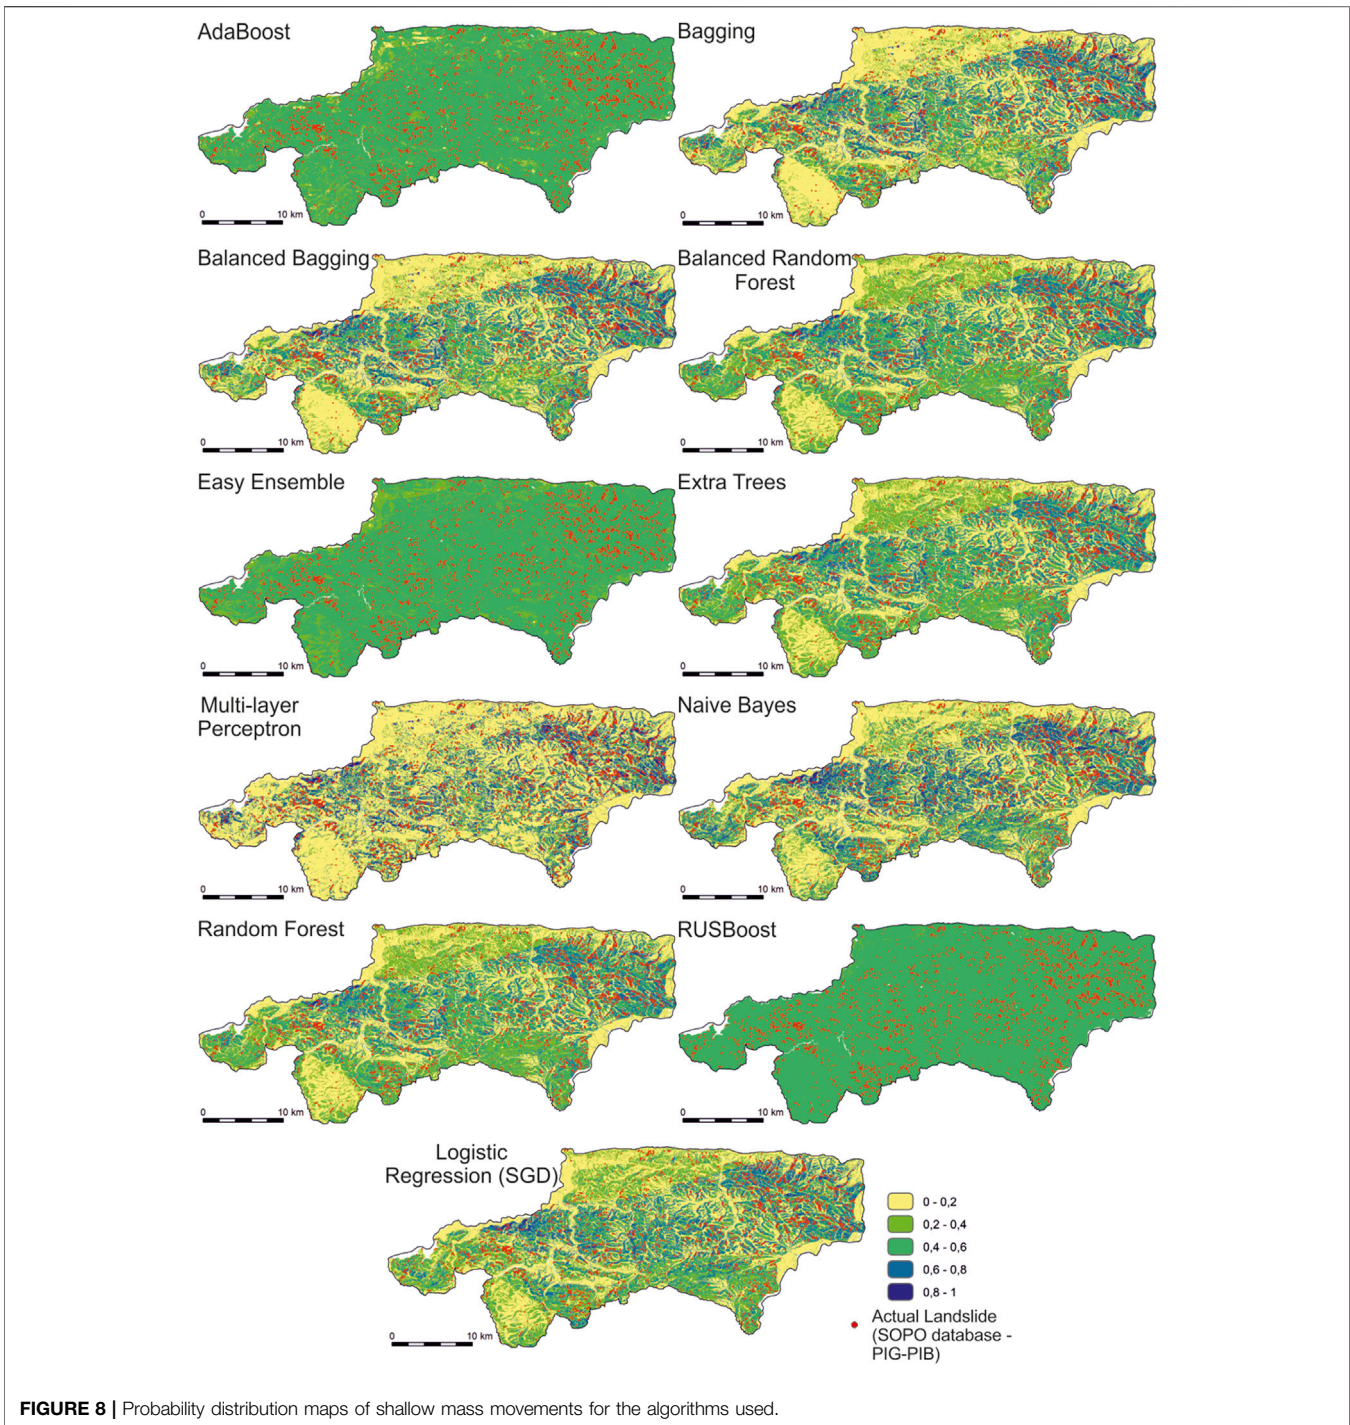 AdaBoost
Bagging
0 10 km
0 10 km
Balanced Bagging
Balanced Random
Forest
0 10 km
0 10 km
Easy Ensemble
Extra Trees
0 10 km
0 10 km
Multi-layer
Perceptron
Naive Bayes
0 10 km
0 10 km
Random Forest
RUSBoost
0 10 km
0 10 km
Logistic
Regression (SGD)
0 10 km
0 - 0,2
0,2 - 0,4
0,4 - 0,6
0,6 - 0,8
0,8 - 1
Actual Landslide
(SOPO database -
PIG-PIB)
FIGURE 8 | Probability distribution maps of shallow mass movements for the algorithms used.